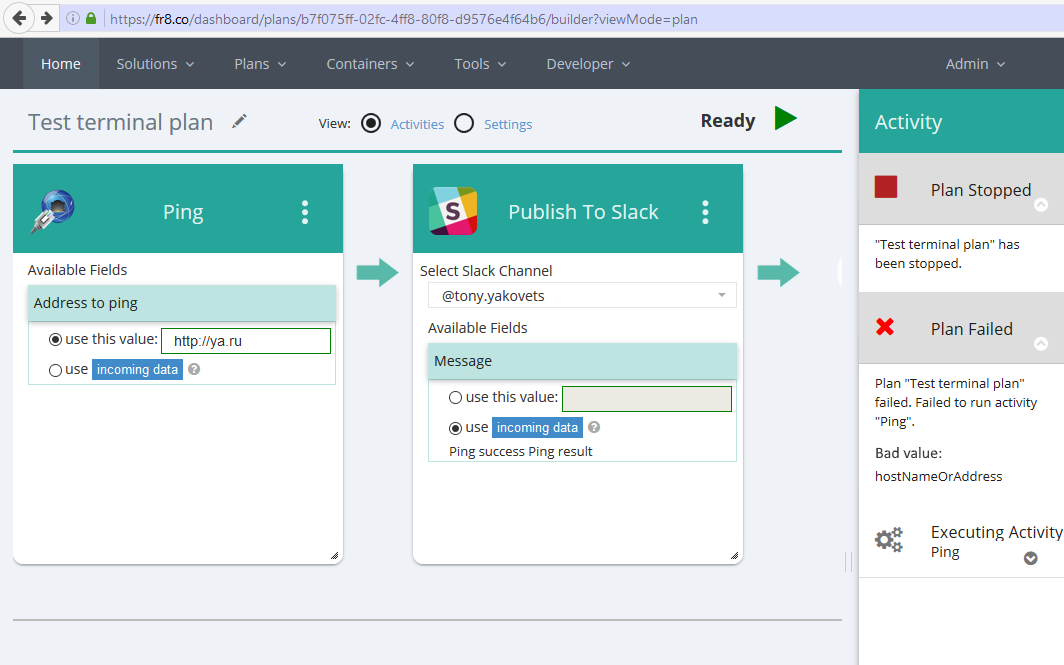 https://fr8.co/dashboard/plans/b7f075ff-02fc-4ff8-80f8-d9576e4f64b6/builder?viewMode=plan
Home Solutions Plans Containers Tools Developer Admin
Test terminal plan View: Activities Settings Ready
Ping
Available Fields
Address to ping
use this value: http://ya.ru
use incoming data ?
S Publish To Slack
Select Slack Channel
@tony.yakovets
Available Fields
Message
use this value:
use incoming data ?
Ping success Ping result
Activity
Plan Stopped
"Test terminal plan" has
been stopped.
Plan Failed
Plan "Test terminal plan"
failed. Failed to run activity
"Ping".
Bad value:
hostNameOrAddress
Executing Activity
Ping